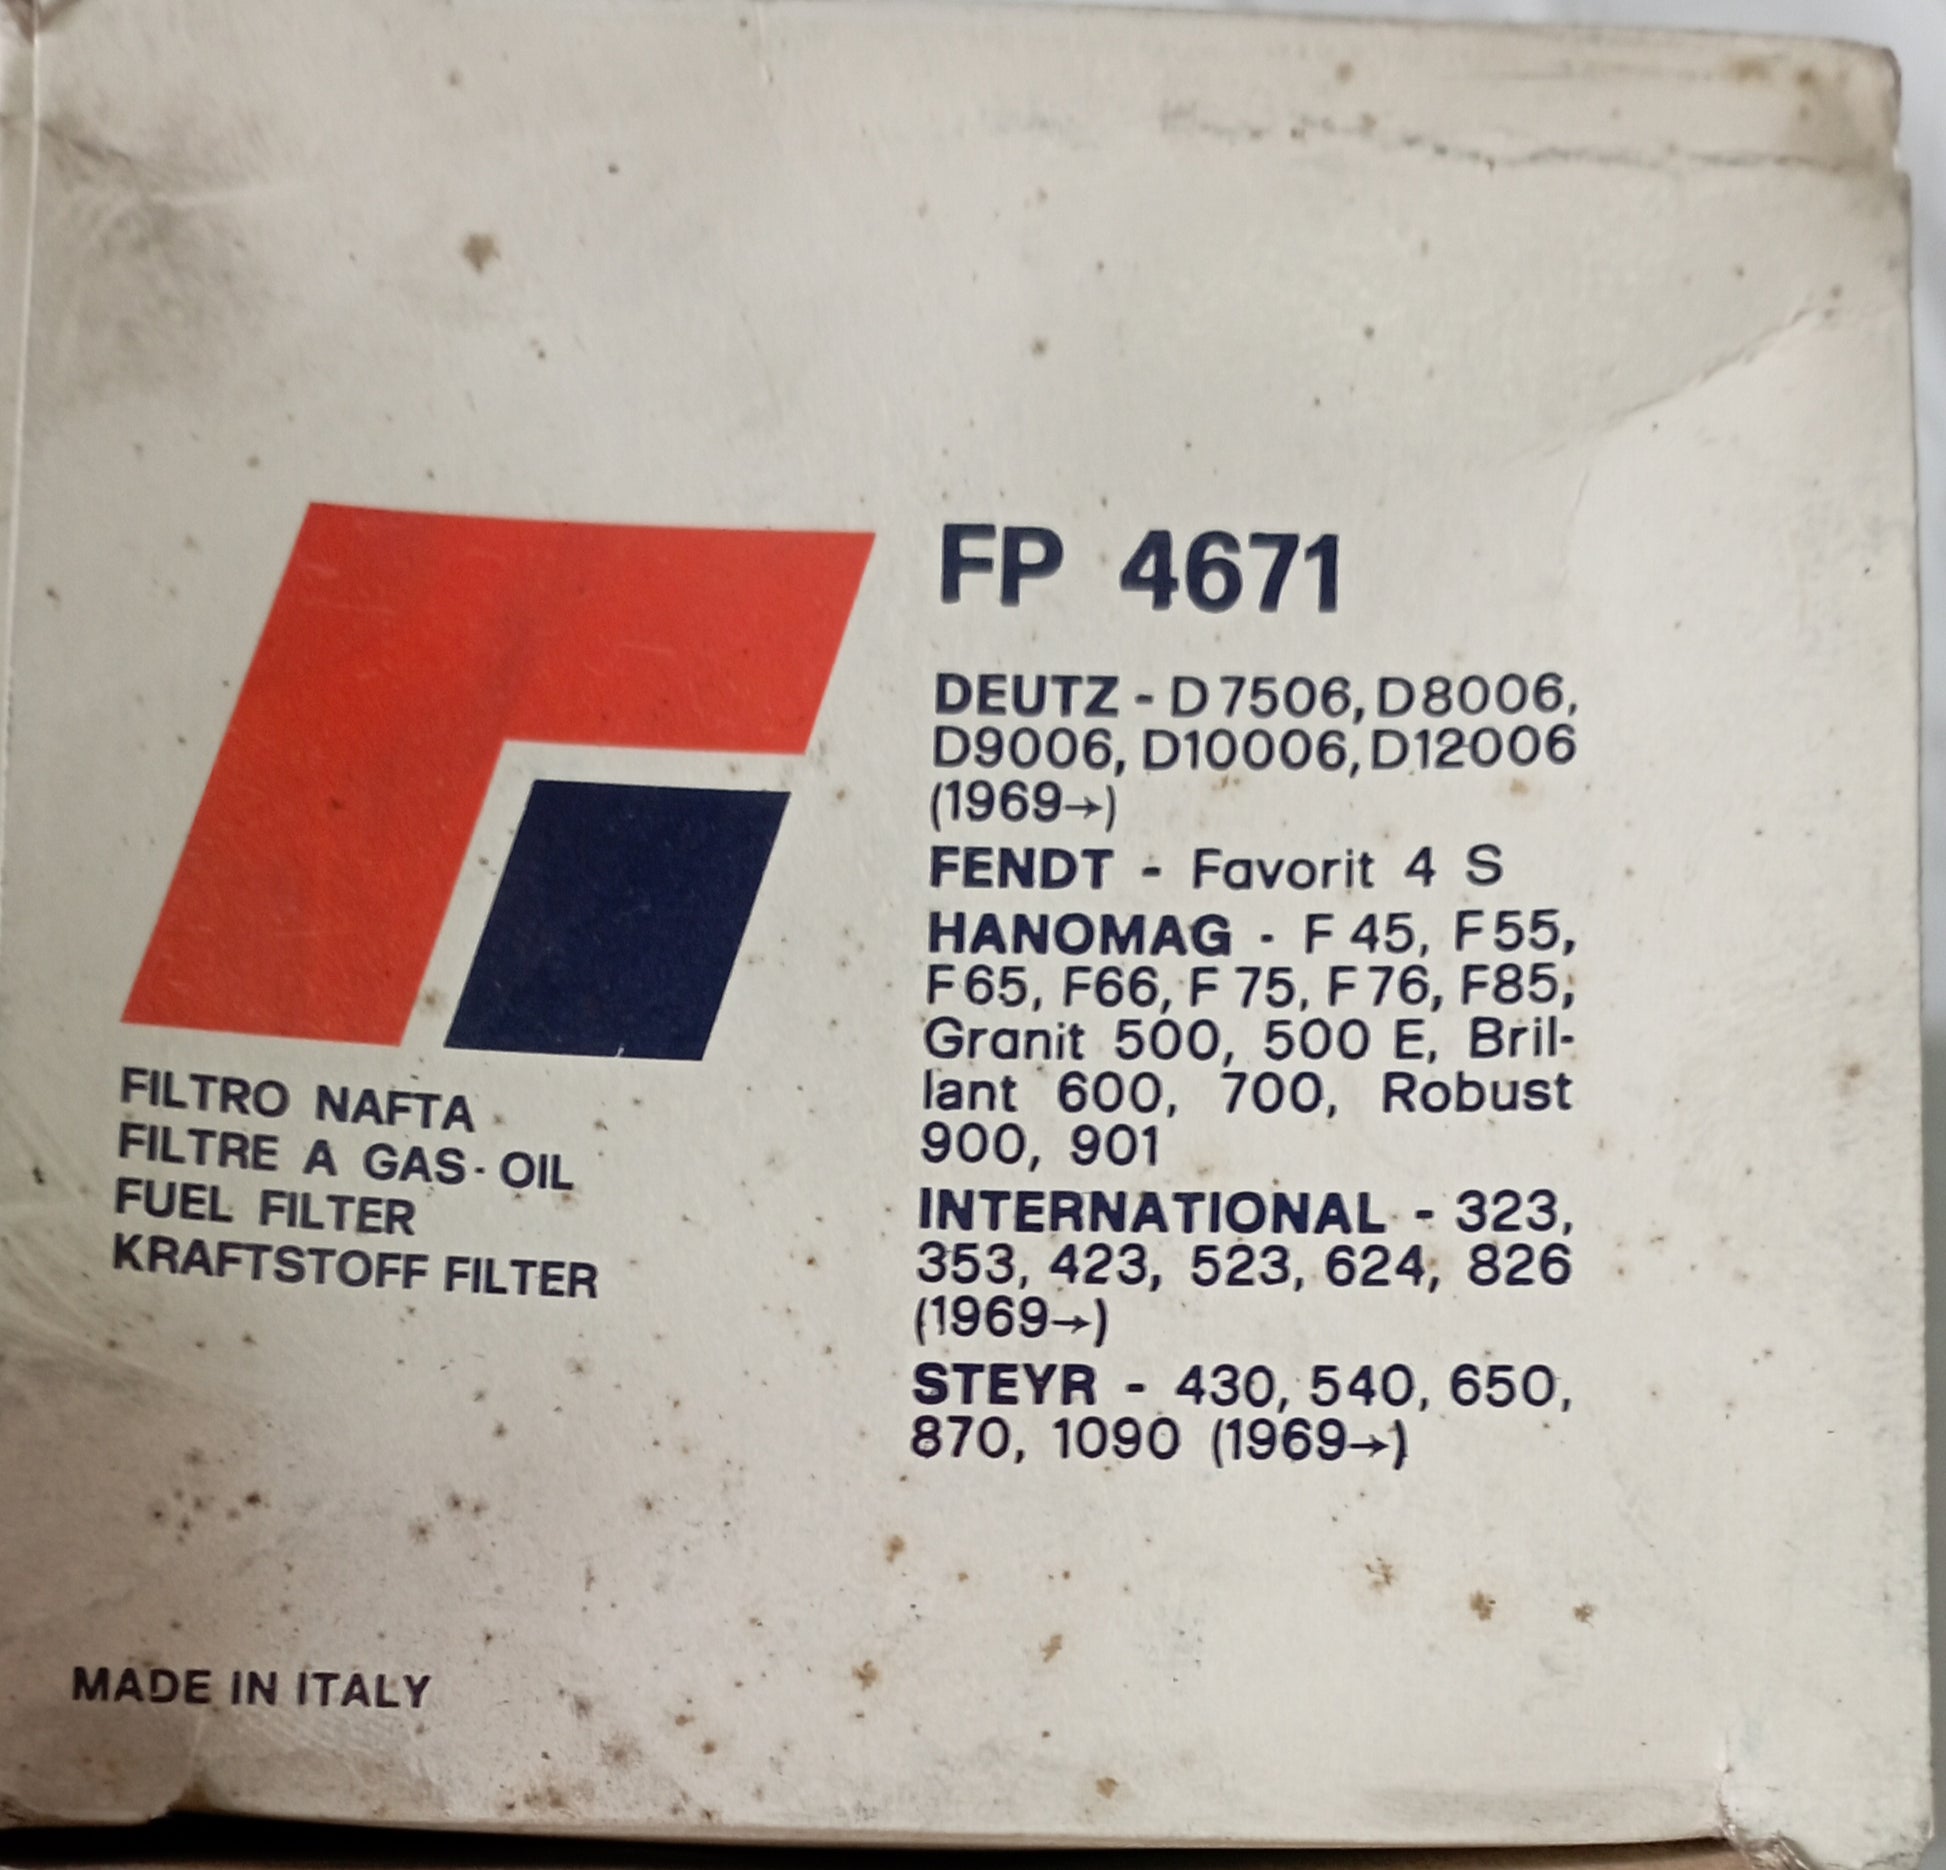 FP 4671
DEUTZ - D 7506, D8006,
D9006, D10006, D12006
(1969→)
FENDT - Favorit 4 S
HANOMAG - F 45, F 55,
F 65, F66, F 75, F 76, F85,
Granit 500, 500 E, Bril-
lant 600, 700, Robust
900, 901
INTERNATIONAL - 323,
353, 423, 523, 624, 826
(1969→)
STEYR - 430, 540, 650,
870, 1090 (1969→)
FILTRO NAFTA
FILTRE A GAS-OIL
FUEL FILTER
KRAFTSTOFF FILTER
MADE IN ITALY